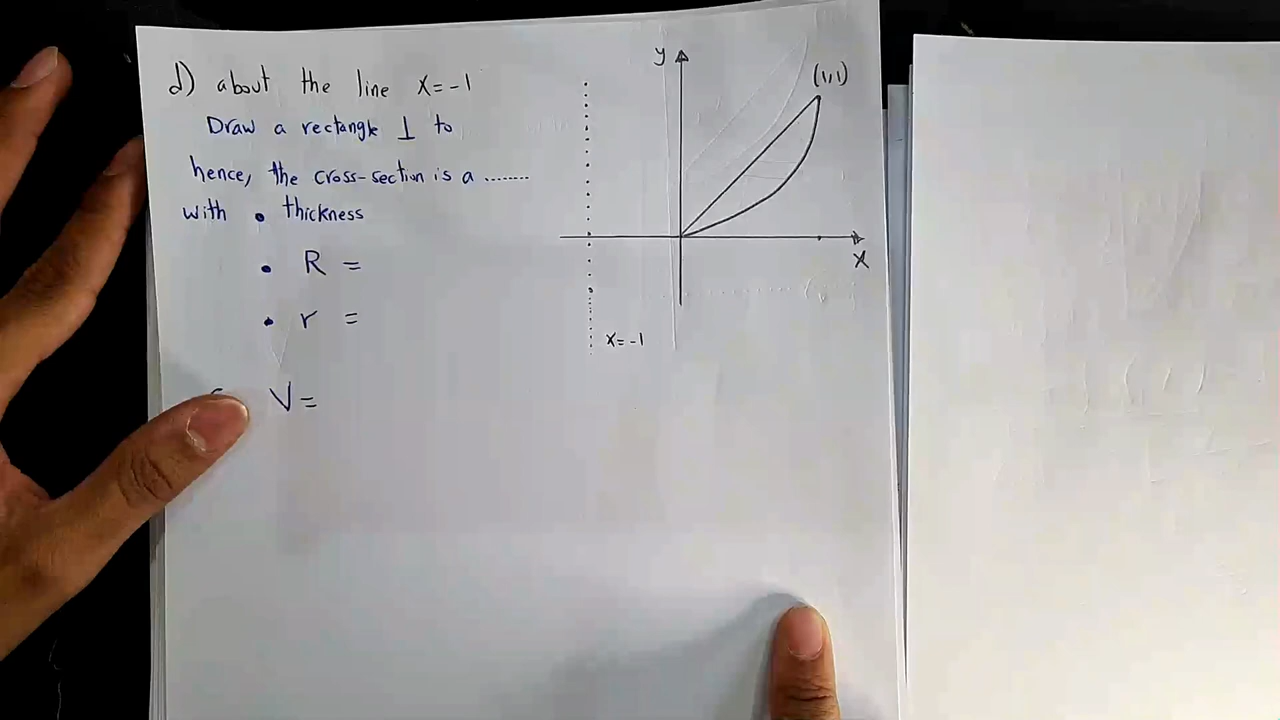 d) about the line x=-1
Draw a rectangle ⊥ to
hence, the cross-section is a ........
with • thickness
• R =
• r =
V=
y
(1,1)
x
x=-1